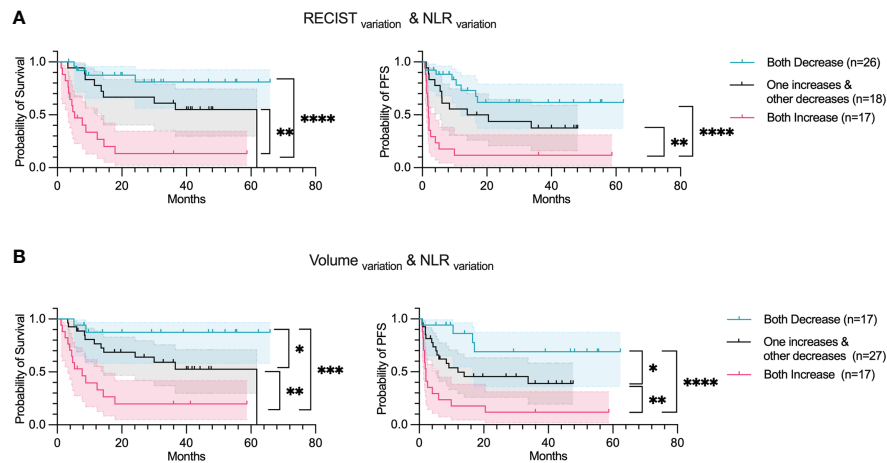 A
RECIST variation & NLR variation
Probability of Survival
1.0
0.5
0.0
0 20 40 60 80
Months
** ****
Probability of PFS
1.0
0.5
0.0
0 20 40 60 80
Months
** ****
Both Decrease (n=26)
One increases &
other decreases (n=18)
Both Increase (n=17)
B
Volume variation & NLR variation
Probability of Survival
1.0
0.5
0.0
0 20 40 60 80
Months
*
**
***
Probability of PFS
1.0
0.5
0.0
0 20 40 60 80
Months
*
**
****
Both Decrease (n=17)
One increases &
other decreases (n=27)
Both Increase (n=17)